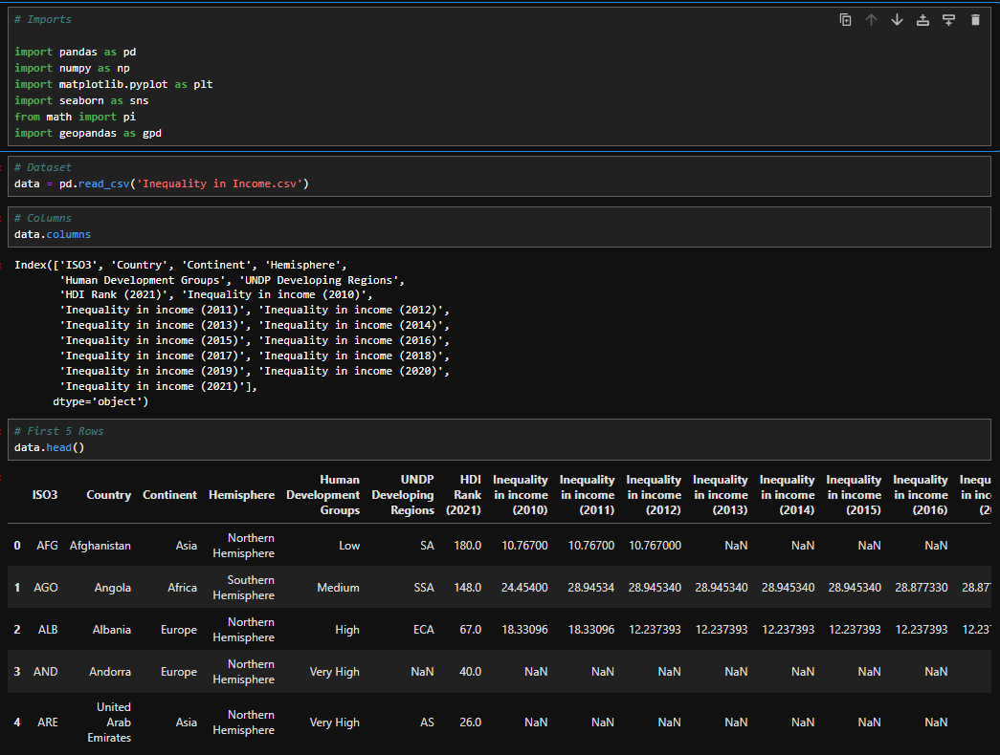 # Imports
import pandas as pd
import numpy as np
import matplotlib.pyplot as plt
import seaborn as sns
from math import pi
import geopandas as gpd
# Dataset
data = pd.read_csv('Inequality in Income.csv')
# Columns
data.columns
Index(['ISO3', 'Country', 'Continent', 'Hemisphere',
'Human Development Groups', 'UNDP Developing Regions',
'HDI Rank (2021)', 'Inequality in income (2010)',
'Inequality in income (2011)', 'Inequality in income (2012)',
'Inequality in income (2013)', 'Inequality in income (2014)',
'Inequality in income (2015)', 'Inequality in income (2016)',
'Inequality in income (2017)', 'Inequality in income (2018)',
'Inequality in income (2019)', 'Inequality in income (2020)',
'Inequality in income (2021)'],
dtype='object')
# First 5 Rows
data.head()
Human UNDP HDI Inequality Inequality Inequality Inequality Inequality Inequality Inequality Inequ
ISO3 Country Continent Hemisphere Development Developing Rank in income in income in income in income in income in income in income in inc
Groups Regions (2021) (2010) (2011) (2012) (2013) (2014) (2015) (2016) (2
Northern
0 AFG Afghanistan Asia Low SA 180.0 10.76700 10.76700 10.767000 NaN NaN NaN NaN
Hemisphere
Southern
1 AGO Angola Africa Medium SSA 148.0 24.45400 28.94534 28.945340 28.945340 28.945340 28.945340 28.877330 28.87
Hemisphere
Northern
2 ALB Albania Europe High ECA 67.0 18.33096 18.33096 12.237393 12.237393 12.237393 12.237393 12.237393 12.23
Hemisphere
Northern
3 AND Andorra Europe Very High NaN 40.0 NaN NaN NaN NaN NaN NaN NaN
Hemisphere
United
Northern
4 ARE Arab Asia Very High AS 26.0 NaN NaN NaN NaN NaN NaN NaN
Hemisphere
Emirates